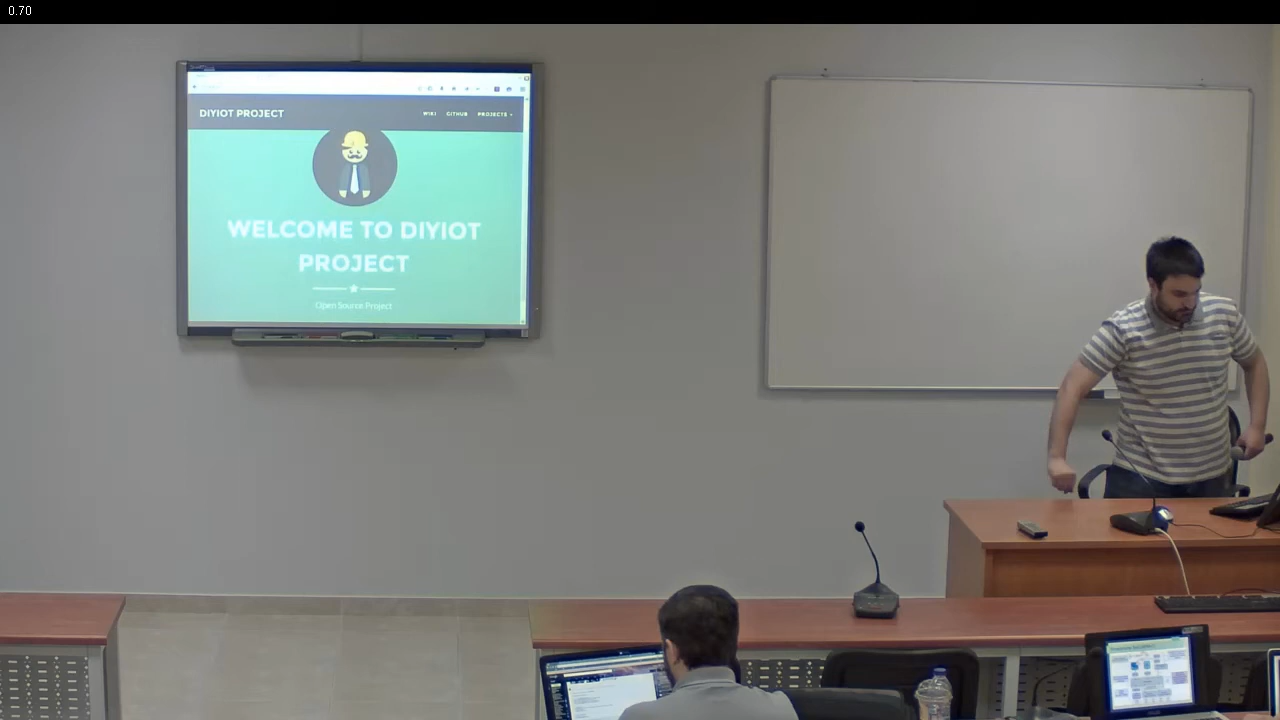 0.70
DIYIOT PROJECT
WIKI GITHUB PROJECTS
WELCOME TO DIYIOT
PROJECT
Open Source Project